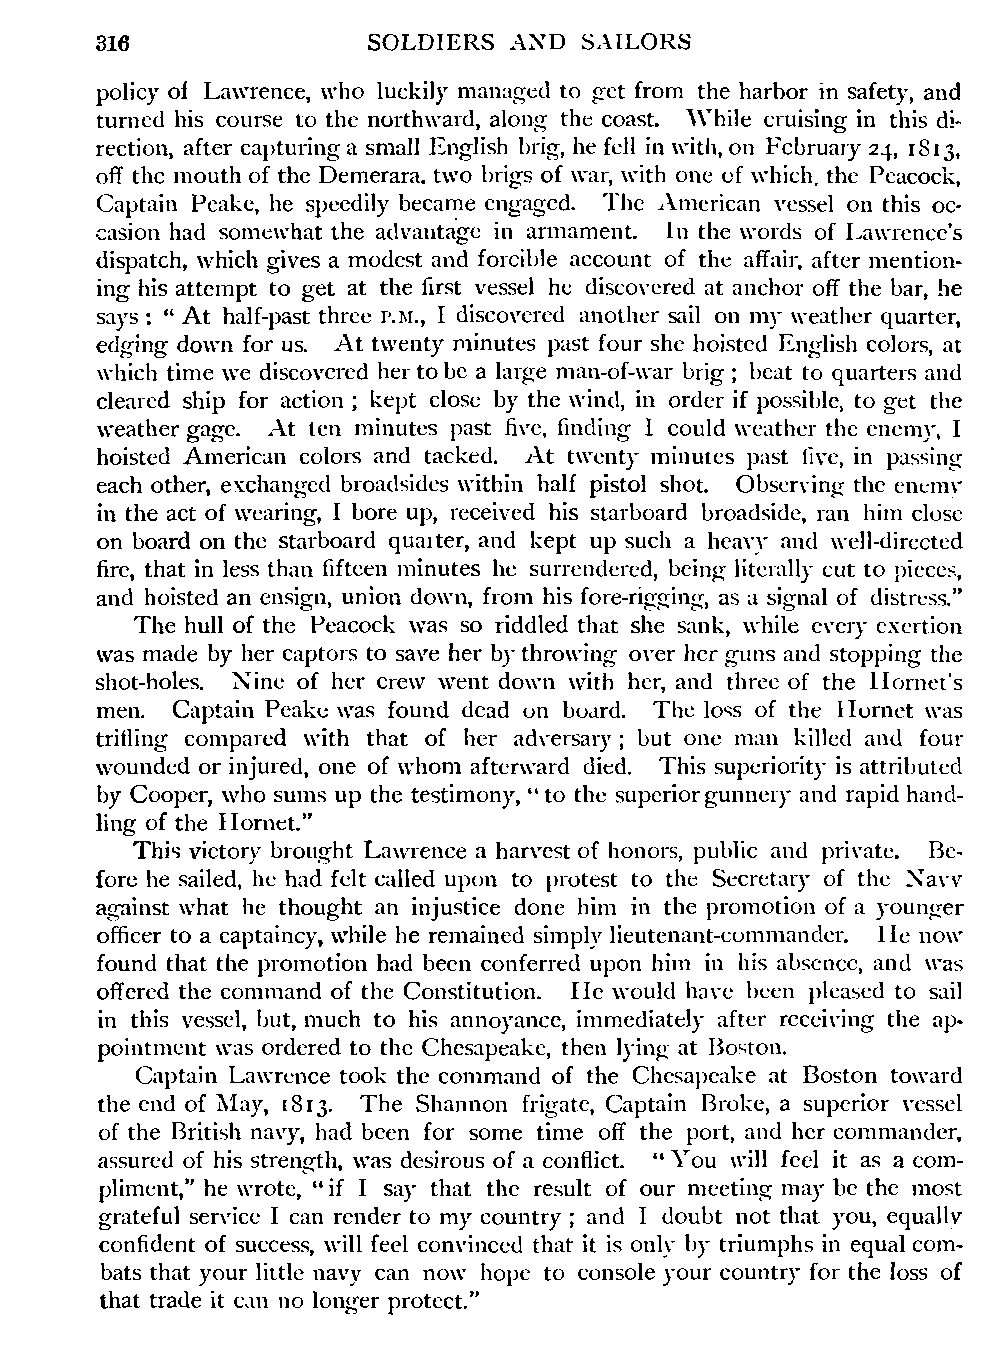 316 SOLDIERS AND SAILORS
policy of Lawrence, who luckily managed to get from the harbor in safety, and
turned his course to the northward, along the coast. While cruising in this di-
rection, after capturing a small English brig, he fell in with, on February 24, 1813,
off the mouth of the Demerara, two brigs of war, with one of which, the Peacock,
Captain Peake, he speedily became engaged. The American vessel on this oc-
casion had somewhat the advantage in armament. In the words of Lawrence's
dispatch, which gives a modest and forcible account of the affair, after mention-
ing his attempt to get at the first vessel he discovered at anchor off the bar, he
says: "At half-past three P.M., I discovered another sail on my weather quarter,
edging down for us. At twenty minutes past four she hoisted English colors, at
which time we discovered her to be a large man-of-war brig; beat to quarters and
cleared ship for action; kept close by the wind, in order if possible, to get the
weather gage. At ten minutes past five, finding I could weather the enemy, I
hoisted American colors and tacked. At twenty minutes past five, in passing
each other, exchanged broadsides within half pistol shot. Observing the enemy
in the act of wearing, I bore up, received his starboard broadside, ran him close
on board on the starboard quarter, and kept up such a heavy and well-directed
fire, that in less than fifteen minutes he surrendered, being literally cut to pieces,
and hoisted an ensign, union down, from his fore-rigging, as a signal of distress."
The hull of the Peacock was so riddled that she sank, while every exertion
was made by her captors to save her by throwing over her guns and stopping the
shot-holes. Nine of her crew went down with her, and three of the Hornet's
men. Captain Peake was found dead on board. The loss of the Hornet was
trifling compared with that of her adversary; but one man killed and four
wounded or injured, one of whom afterward died. This superiority is attributed
by Cooper, who sums up the testimony, "to the superior gunnery and rapid hand-
ling of the Hornet."
This victory brought Lawrence a harvest of honors, public and private. Be-
fore he sailed, he had felt called upon to protest to the Secretary of the Navy
against what he thought an injustice done him in the promotion of a younger
officer to a captaincy, while he remained simply lieutenant-commander. He now
found that the promotion had been conferred upon him in his absence, and was
offered the command of the Constitution. He would have been pleased to sail
in this vessel, but, much to his annoyance, immediately after receiving the ap-
pointment was ordered to the Chesapeake, then lying at Boston.
Captain Lawrence took the command of the Chesapeake at Boston toward
the end of May, 1813. The Shannon frigate, Captain Broke, a superior vessel
of the British navy, had been for some time off the port, and her commander,
assured of his strength, was desirous of a conflict. "You will feel it as a com-
pliment," he wrote, "if I say that the result of our meeting may be the most
grateful service I can render to my country; and I doubt not that you, equally
confident of success, will feel convinced that it is only by triumphs in equal com-
bats that your little navy can now hope to console your country for the loss of
that trade it can no longer protect."